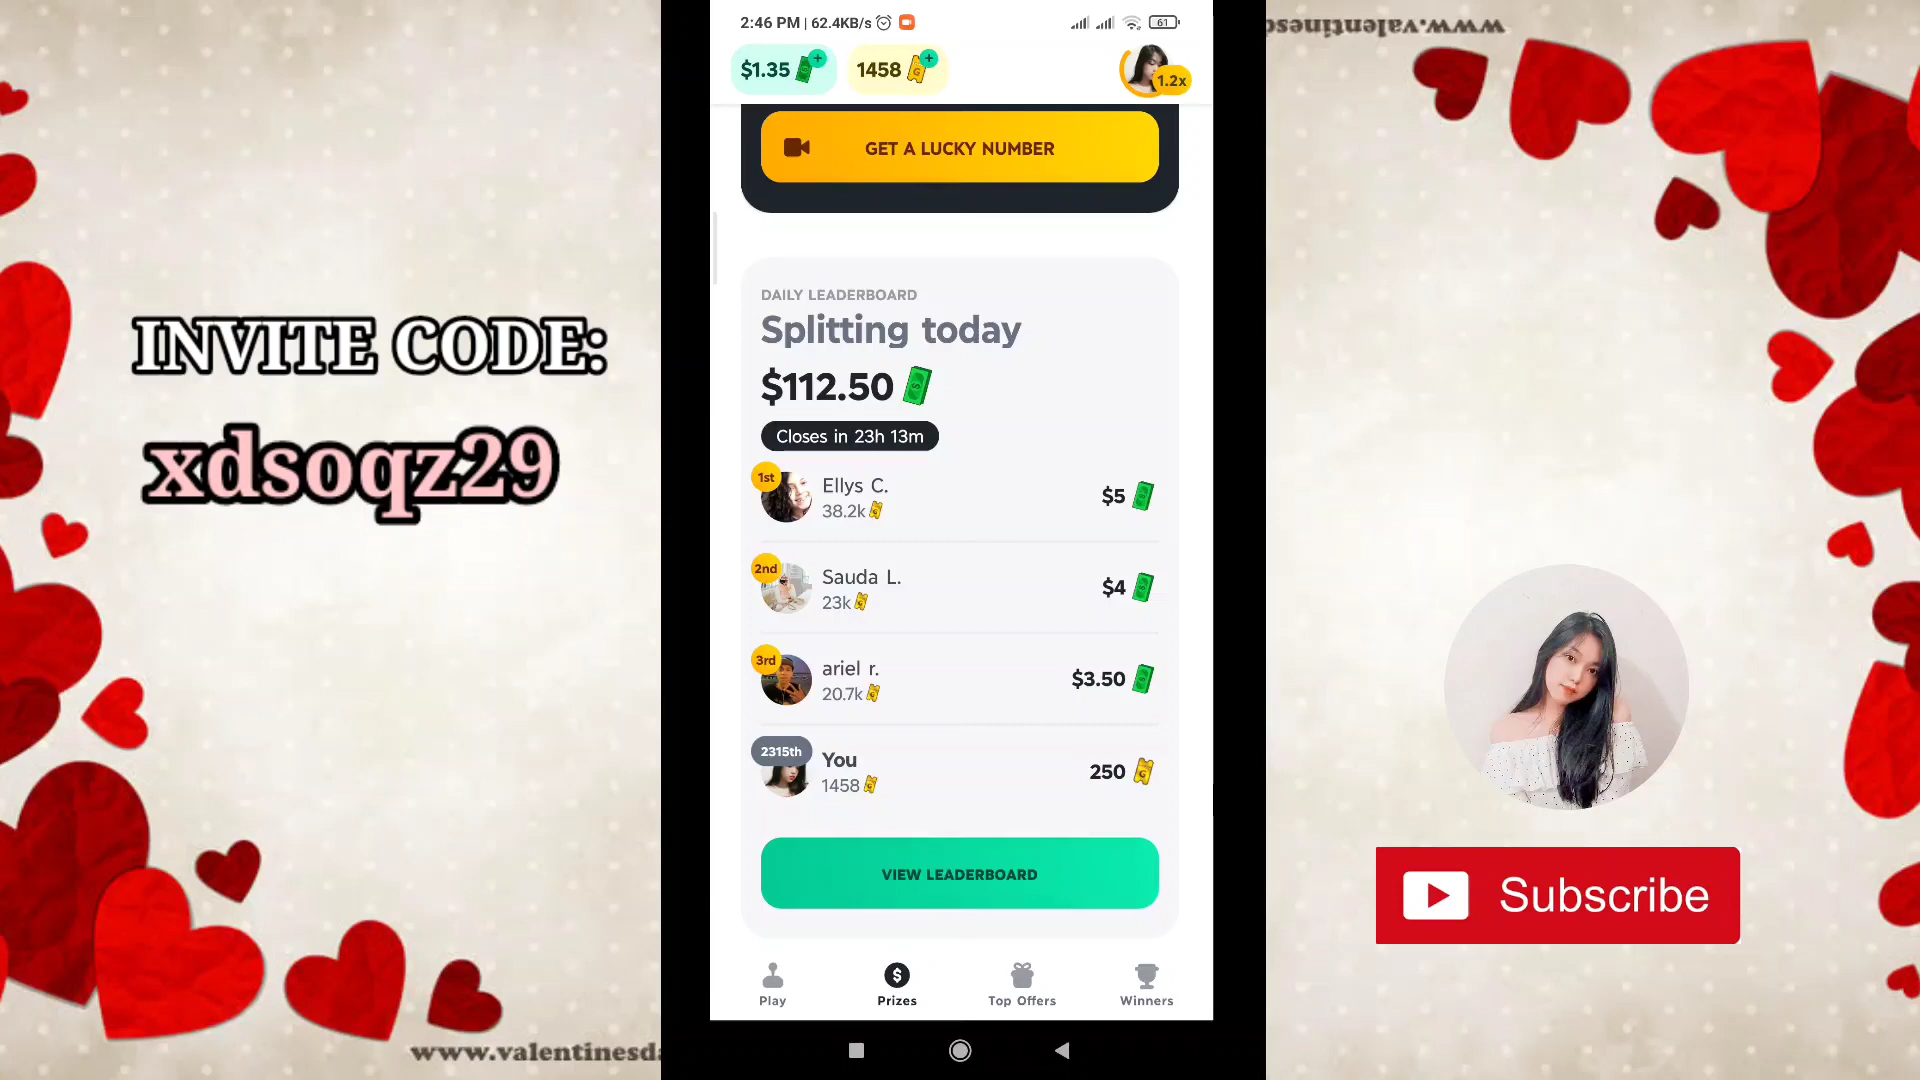 INVITE CODE:
xdsoqz29
www.valentinesda
2:46 PM | 62.4KB/s
61
$1.35
1458
1.2x
GET A LUCKY NUMBER
DAILY LEADERBOARD
Splitting today
$112.50
Closes in 23h 13m
1st
Ellys C.
38.2k
$5
2nd
Sauda L.
23k
$4
3rd
ariel r.
20.7k
$3.50
2315th
You
1458
250
VIEW LEADERBOARD
Play
Prizes
Top Offers
Winners
Subscribe